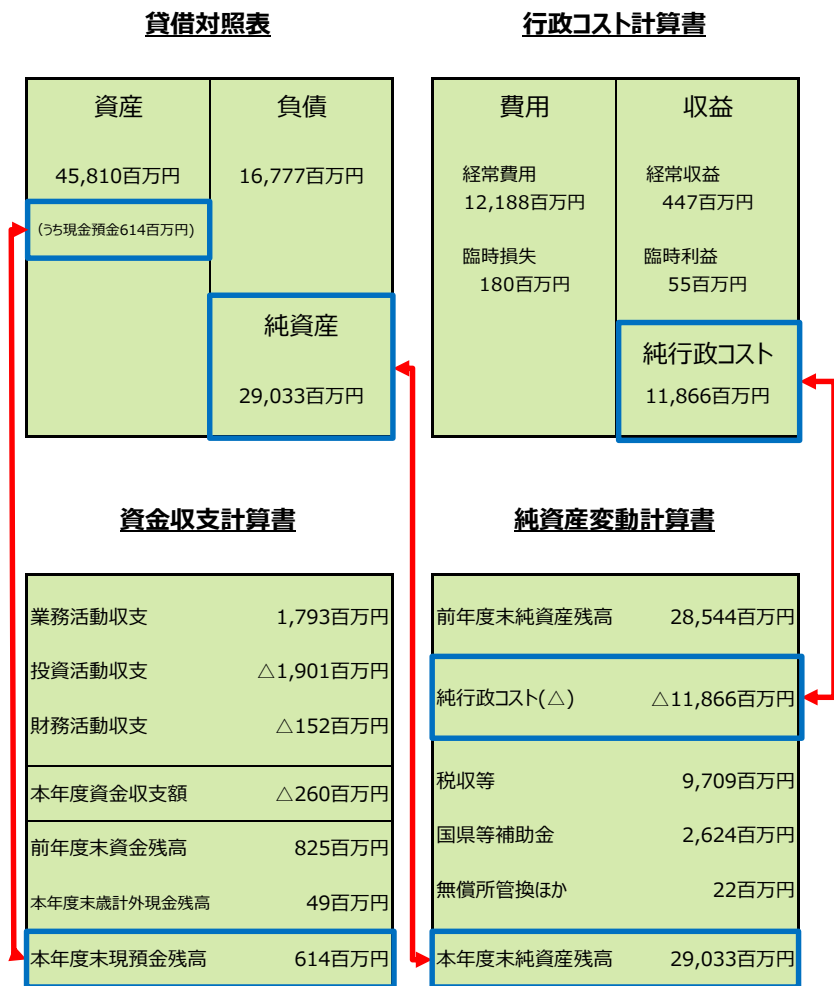 貸借対照表
資産 負債
45,810百万円 16,777百万円
(うち現金預金614百万円)
純資産
29,033百万円
行政コスト計算書
費用 収益
経常費用 経常収益
12,188百万円 447百万円
臨時損失 臨時利益
180百万円 55百万円
純行政コスト
11,866百万円
資金収支計算書
業務活動収支 1,793百万円
投資活動収支 △1,901百万円
財務活動収支 △152百万円
本年度資金収支額 △260百万円
前年度末資金残高 825百万円
本年度末歳計外現金残高 49百万円
本年度末現預金残高 614百万円
純資産変動計算書
前年度末純資産残高 28,544百万円
純行政コスト(△) △11,866百万円
税収等 9,709百万円
国県等補助金 2,624百万円
無償所管換ほか 22百万円
本年度末純資産残高 29,033百万円